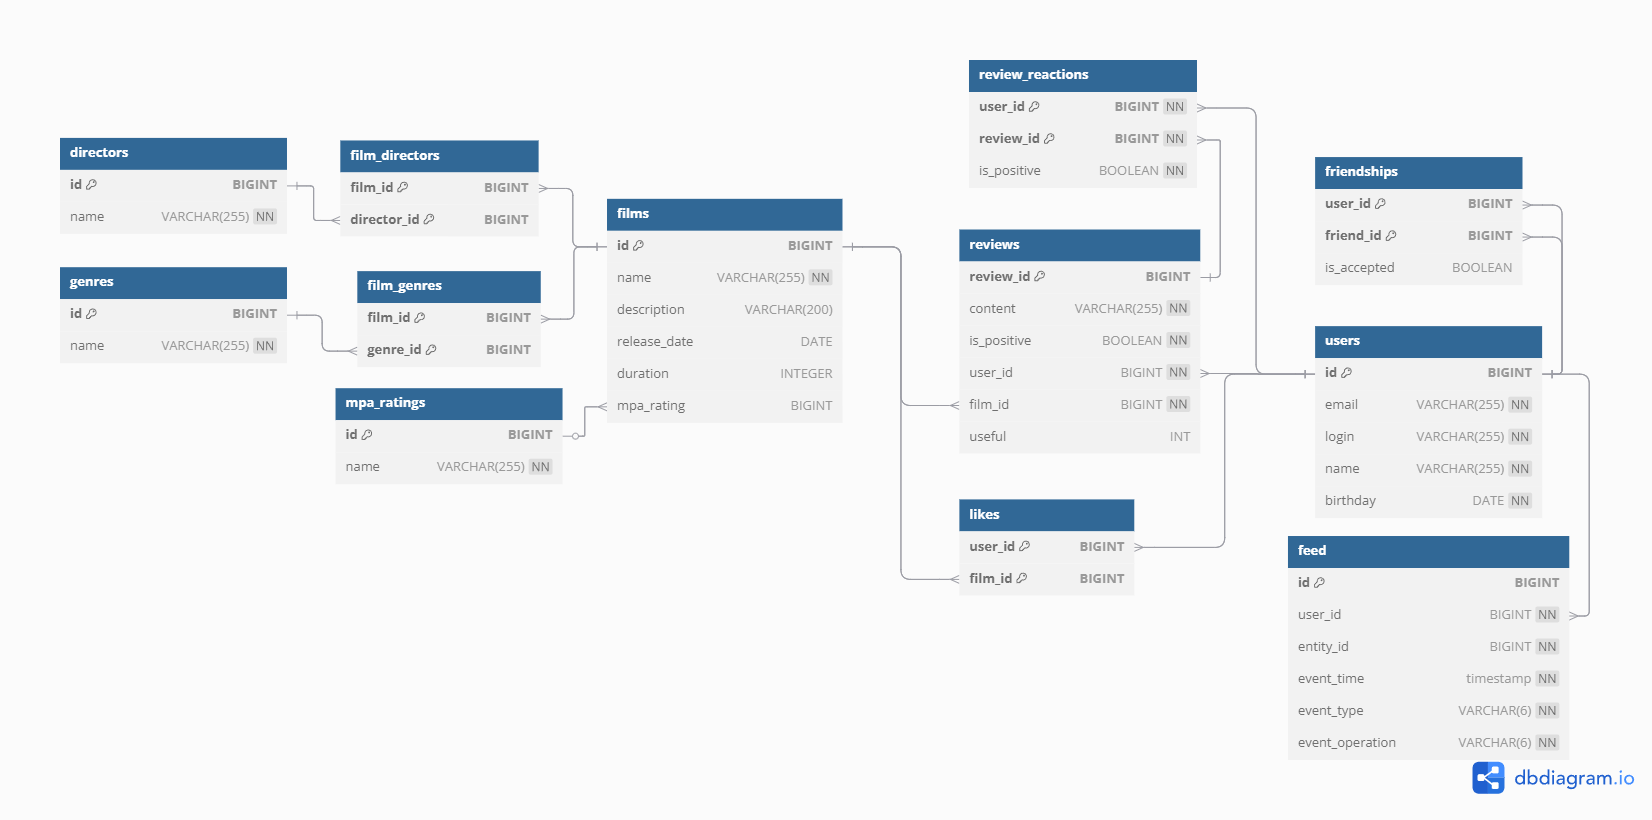 directors
id BIGINT
name VARCHAR(255) NN
genres
id BIGINT
name VARCHAR(255) NN
film_directors
film_id BIGINT
director_id BIGINT
film_genres
film_id BIGINT
genre_id BIGINT
mpa_ratings
id BIGINT
name VARCHAR(255) NN
films
id BIGINT
name VARCHAR(255) NN
description VARCHAR(200)
release_date DATE
duration INTEGER
mpa_rating BIGINT
review_reactions
user_id BIGINT NN
review_id BIGINT NN
is_positive BOOLEAN NN
reviews
review_id BIGINT
content VARCHAR(255) NN
is_positive BOOLEAN NN
user_id BIGINT NN
film_id BIGINT NN
useful INT
likes
user_id BIGINT
film_id BIGINT
friendships
user_id BIGINT
friend_id BIGINT
is_accepted BOOLEAN
users
id BIGINT
email VARCHAR(255) NN
login VARCHAR(255) NN
name VARCHAR(255) NN
birthday DATE NN
feed
id BIGINT
user_id BIGINT NN
entity_id BIGINT NN
event_time timestamp NN
event_type VARCHAR(6) NN
event_operation VARCHAR(6) NN
dbdiagram.io